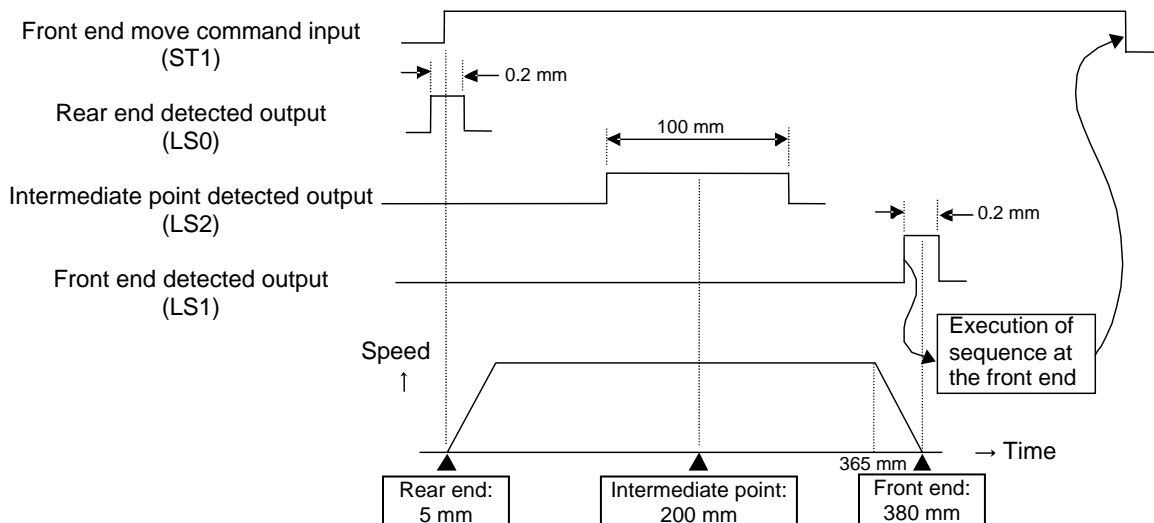 Front end move command input
(ST1)
0.2 mm
Rear end detected output
(LS0)
100 mm
Intermediate point detected output
(LS2)
0.2 mm
Front end detected output
(LS1)
Execution of
sequence at
the front end
Speed
↑
→ Time
365 mm
Rear end:
5 mm
Intermediate point:
200 mm
Front end:
380 mm